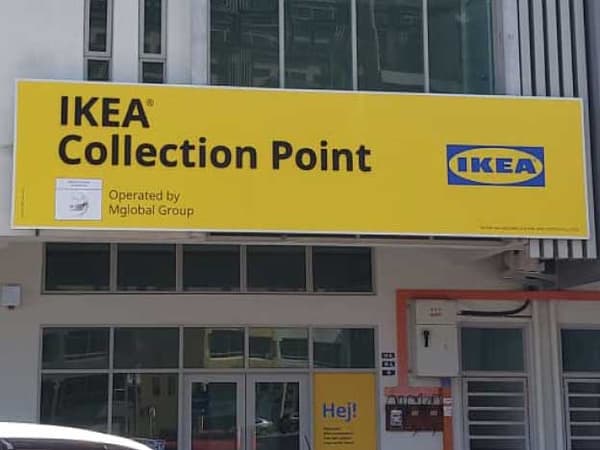 IKEA®
Collection Point
IKEA
Operated by
Mglobal Group
Hej!